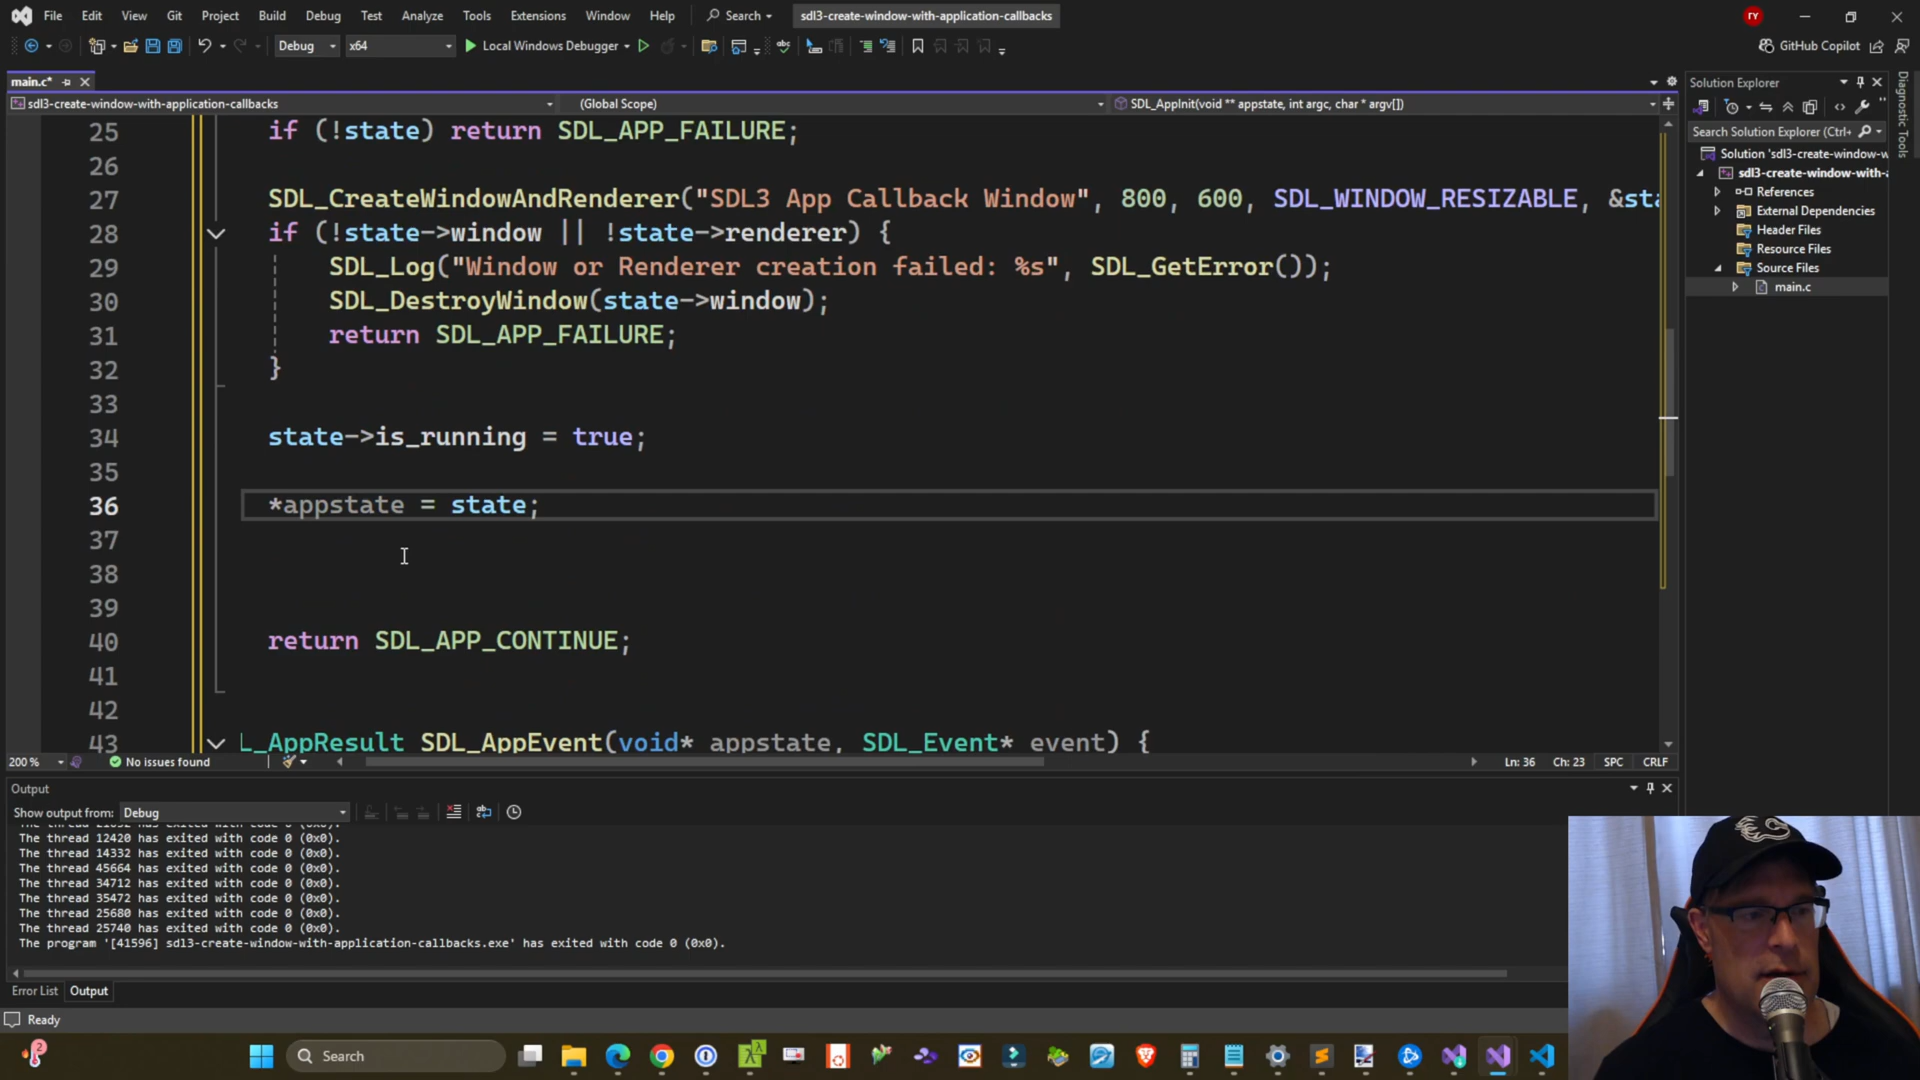 File Edit View Git Project Build Debug Test Analyze Tools Extensions Window Help Search sdl3-create-window-with-application-callbacks RY
Debug x64 Local Windows Debugger GitHub Copilot
main.c*
sdl3-create-window-with-application-callbacks (Global Scope) SDL_AppInit(void ** appstate, int argc, char * argv[])
25 if (!state) return SDL_APP_FAILURE;
26
27 SDL_CreateWindowAndRenderer("SDL3 App Callback Window", 800, 600, SDL_WINDOW_RESIZABLE, &sta
28 if (!state->window || !state->renderer) {
29 SDL_Log("Window or Renderer creation failed: %s", SDL_GetError());
30 SDL_DestroyWindow(state->window);
31 return SDL_APP_FAILURE;
32 }
33
34 state->is_running = true;
35
36 *appstate = state;
37
38
39
40 return SDL_APP_CONTINUE;
41
42
43 L_AppResult SDL_AppEvent(void* appstate, SDL_Event* event) {
200 % No issues found Ln: 36 Ch: 23 SPC CRLF
Solution Explorer
Search Solution Explorer (Ctrl+
Solution 'sdl3-create-window-w
sdl3-create-window-with-a
References
External Dependencies
Header Files
Resource Files
Source Files
main.c
Diagnostic Tools
Output
Show output from: Debug
The thread 12420 has exited with code 0 (0x0).
The thread 14332 has exited with code 0 (0x0).
The thread 45664 has exited with code 0 (0x0).
The thread 34712 has exited with code 0 (0x0).
The thread 35472 has exited with code 0 (0x0).
The thread 25680 has exited with code 0 (0x0).
The thread 25740 has exited with code 0 (0x0).
The program '[41596] sdl3-create-window-with-application-callbacks.exe' has exited with code 0 (0x0).
Error List Output
Ready
2 Search